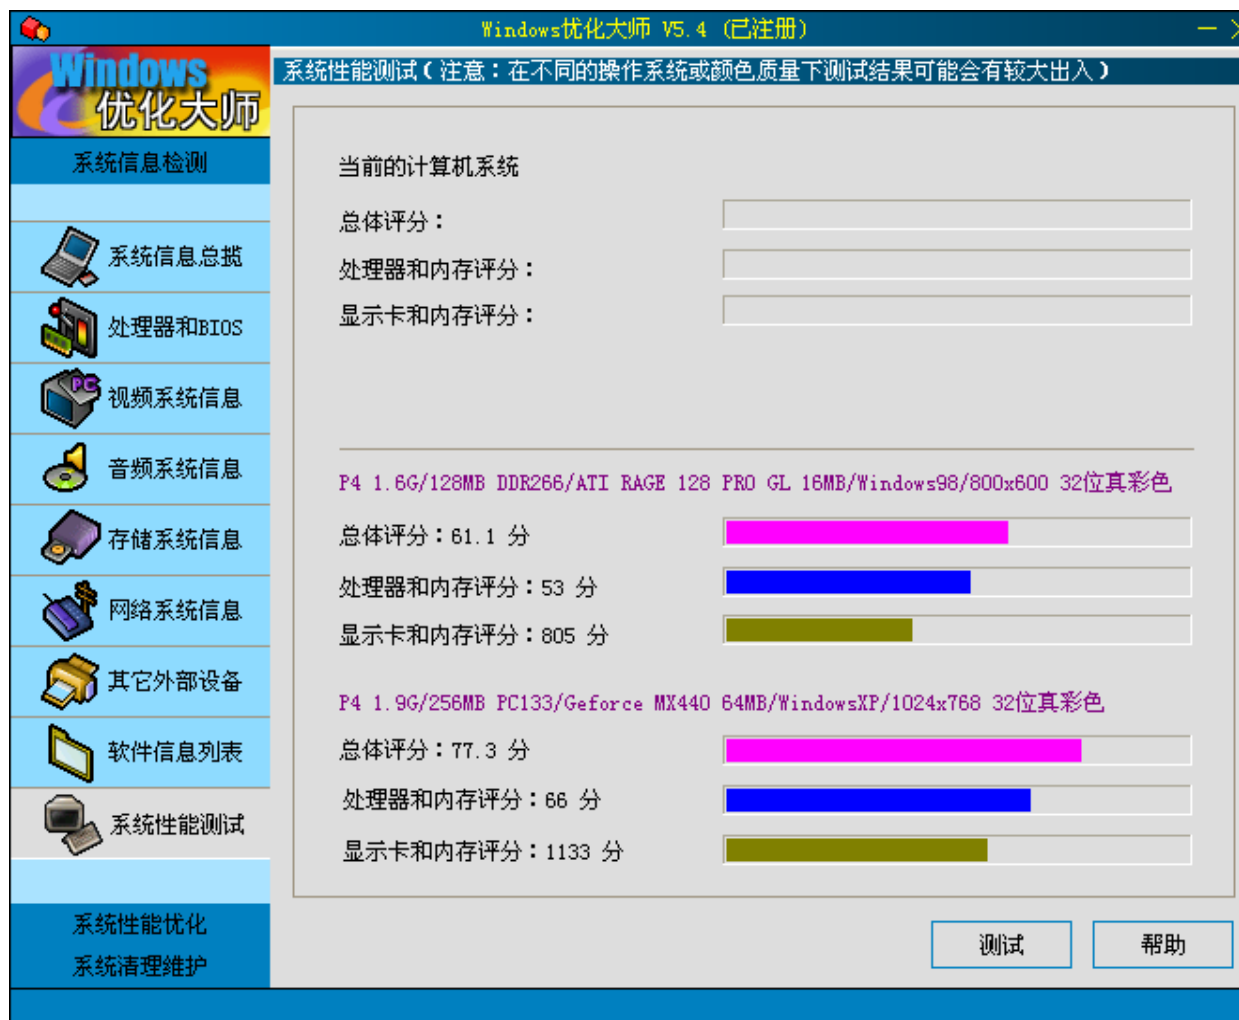 Windows优化大师 V5.4 (已注册)
Windows
优化大师
系统信息检测
系统信息总揽
处理器和BIOS
视频系统信息
音频系统信息
存储系统信息
网络系统信息
其它外部设备
软件信息列表
系统性能测试
系统性能优化
系统清理维护
系统性能测试(注意:在不同的操作系统或颜色质量下测试结果可能会有较大出入)
当前的计算机系统
总体评分:
处理器和内存评分:
显示卡和内存评分:
P4 1.6G/128MB DDR266/ATI RAGE 128 PRO GL 16MB/Windows98/800x600 32位真彩色
总体评分:61.1 分
处理器和内存评分:53 分
显示卡和内存评分:805 分
P4 1.9G/256MB PC133/Geforce MX440 64MB/WindowsXP/1024x768 32位真彩色
总体评分:77.3 分
处理器和内存评分:66 分
显示卡和内存评分:1133 分
测试
帮助